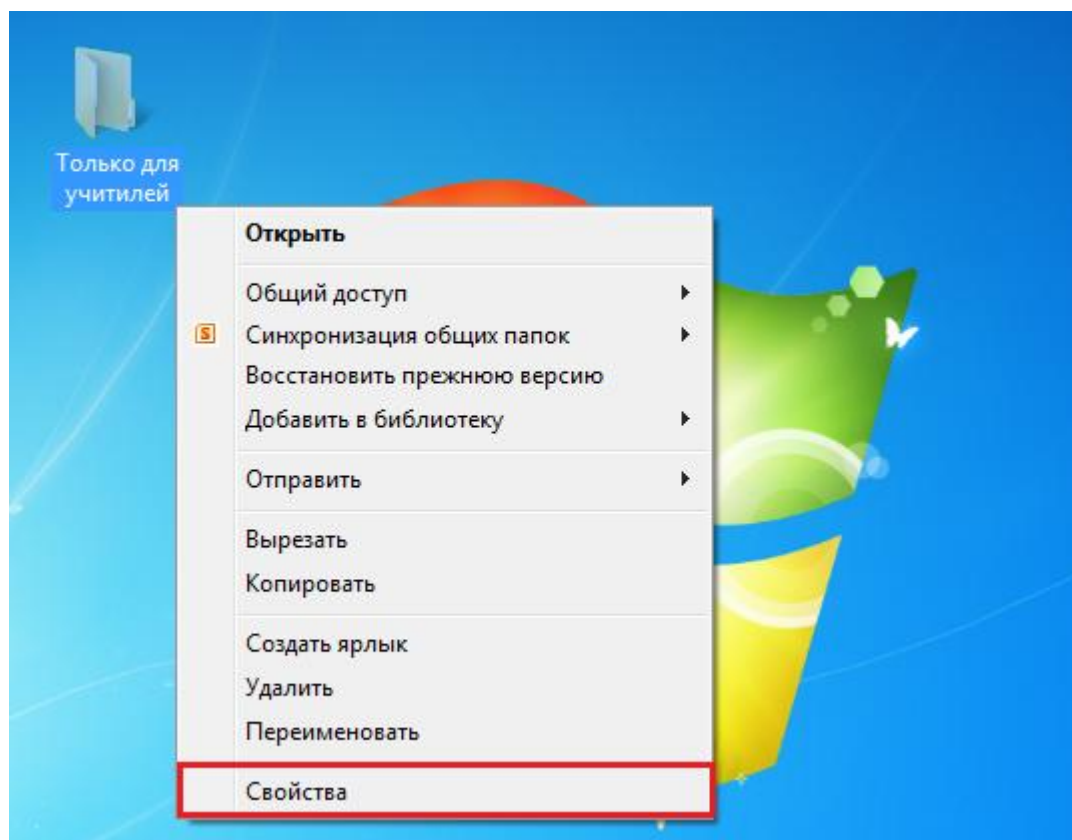 Только для
учитилей
Открыть
Общий доступ
S Синхронизация общих папок
Восстановить прежнюю версию
Добавить в библиотеку
Отправить
Вырезать
Копировать
Создать ярлык
Удалить
Переименовать
Свойства